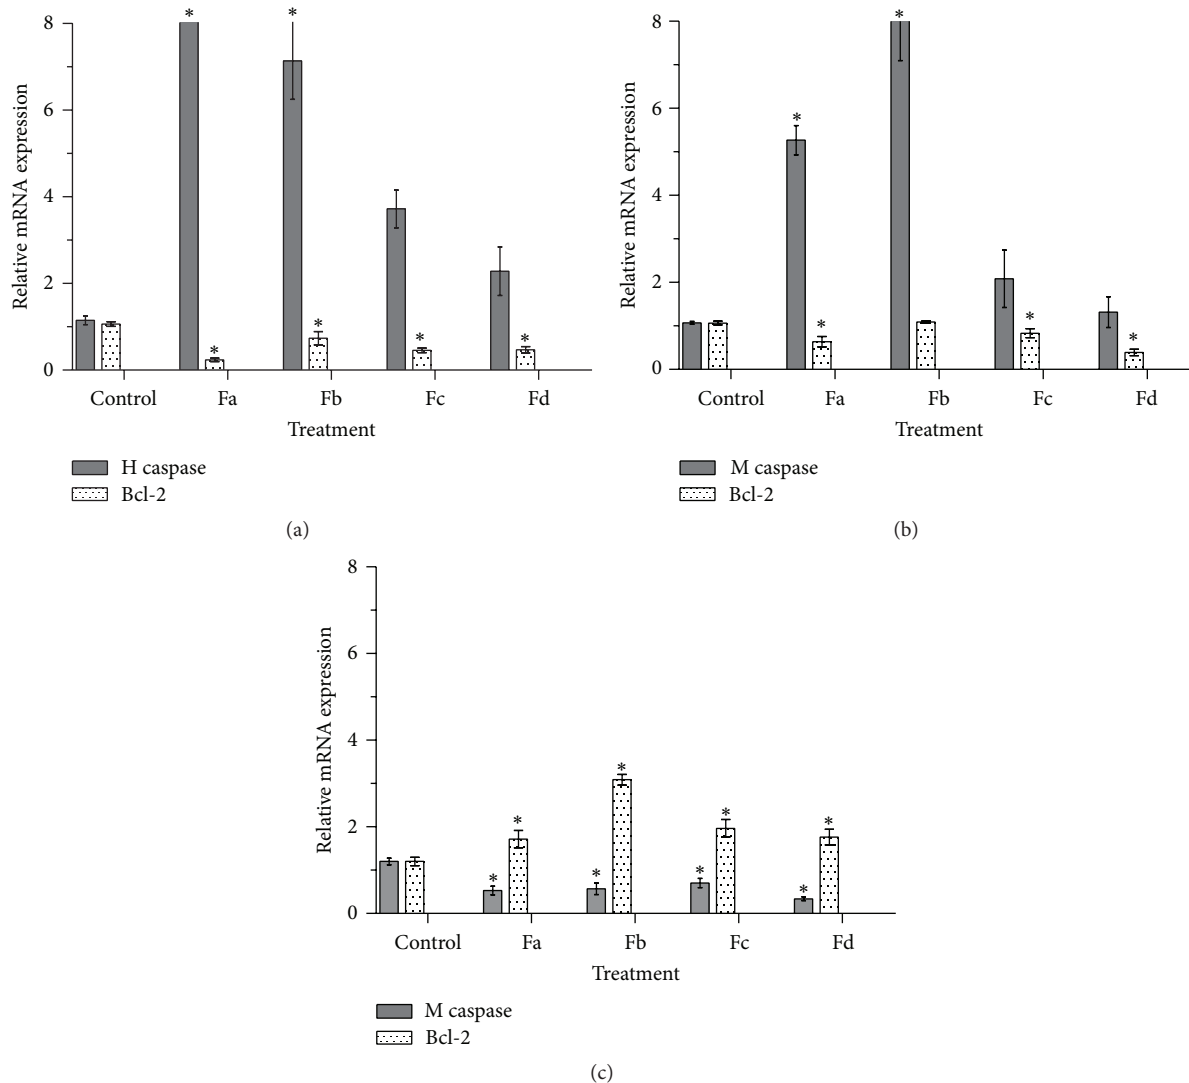 Relative mRNA expression
8
6
4
2
0
* * * * * *
Control Fa Fb Fc Fd
Treatment
H caspase
Bcl-2
(a)
Relative mRNA expression
8
6
4
2
0
* * * * *
Control Fa Fb Fc Fd
Treatment
M caspase
Bcl-2
(b)
Relative mRNA expression
8
6
4
2
0
* * * * * * * *
Control Fa Fb Fc Fd
Treatment
M caspase
Bcl-2
(c)